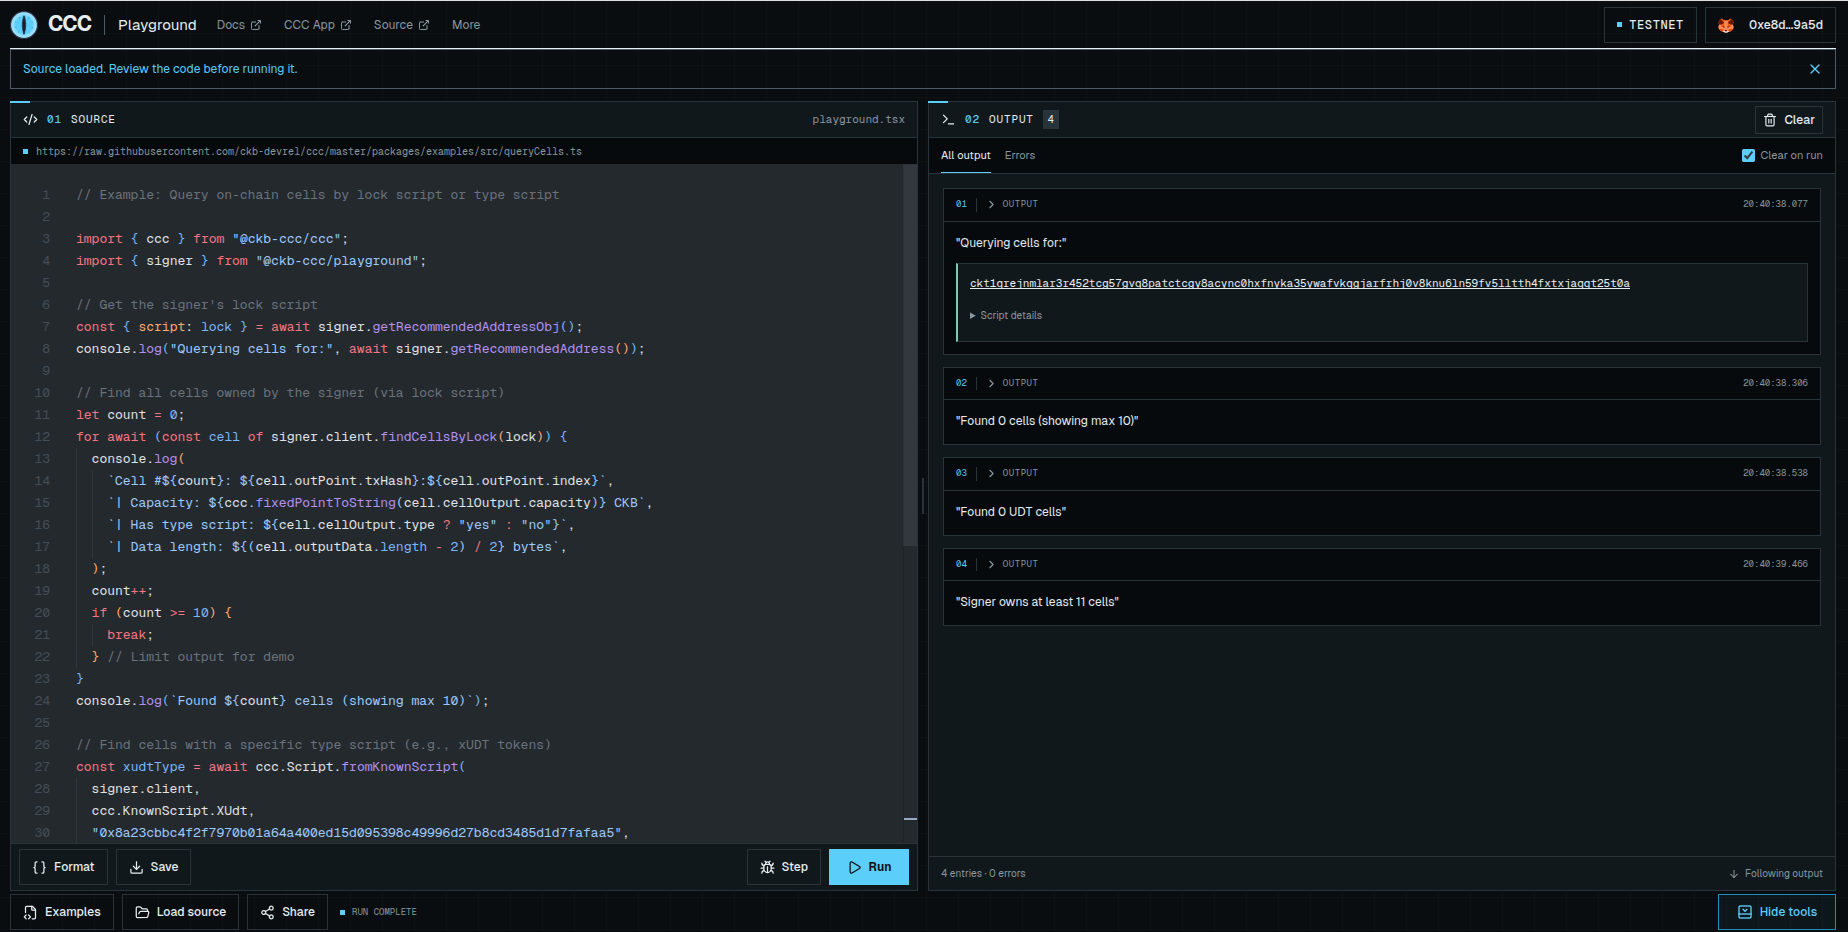 CCC Playground Docs CCC App Source More TESTNET 0xe8d...9a5d
Source loaded. Review the code before running it.
01 SOURCE playground.tsx
https://raw.githubusercontent.com/ckb-devrel/ccc/master/packages/examples/src/queryCells.ts
1 // Example: Query on-chain cells by lock script or type script
2
3 import { ccc } from "@ckb-ccc/ccc";
4 import { signer } from "@ckb-ccc/playground";
5
6 // Get the signer's lock script
7 const { script: lock } = await signer.getRecommendedAddressObj();
8 console.log("Querying cells for:", await signer.getRecommendedAddress());
9
10 // Find all cells owned by the signer (via lock script)
11 let count = 0;
12 for await (const cell of signer.client.findCellsByLock(lock)) {
13 console.log(
14 `Cell #${count}: ${cell.outPoint.txHash}:${cell.outPoint.index}`,
15 `| Capacity: ${ccc.fixedPointToString(cell.cellOutput.capacity)} CKB`,
16 `| Has type script: ${cell.cellOutput.type ? "yes" : "no"}`,
17 `| Data length: ${(cell.outputData.length - 2) / 2} bytes`,
18 );
19 count++;
20 if (count >= 10) {
21 break;
22 } // Limit output for demo
23 }
24 console.log(`Found ${count} cells (showing max 10)`);
25
26 // Find cells with a specific type script (e.g., xUDT tokens)
27 const xudtType = await ccc.Script.fromKnownScript(
28 signer.client,
29 ccc.KnownScript.XUdt,
30 "0x8a23cbbc4f2f7970b01a64a400ed15d095398c49996d27b8cd3485d1d7fafaa5",
Format Save Step Run
02 OUTPUT 4 Clear
All output Errors Clear on run
01 OUTPUT 20:40:38.077
"Querying cells for:"
ckt1qrejnmlar3r452tcg57gvq8patctcgy8acync0hxfnyka35ywafvkqgjarfrhj0v8knu6ln59fv5lltth4fxtxjaqqt25t0a
Script details
02 OUTPUT 20:40:38.306
"Found 0 cells (showing max 10)"
03 OUTPUT 20:40:38.538
"Found 0 UDT cells"
04 OUTPUT 20:40:39.466
"Signer owns at least 11 cells"
4 entries · 0 errors Following output
Examples Load source Share RUN COMPLETE Hide tools